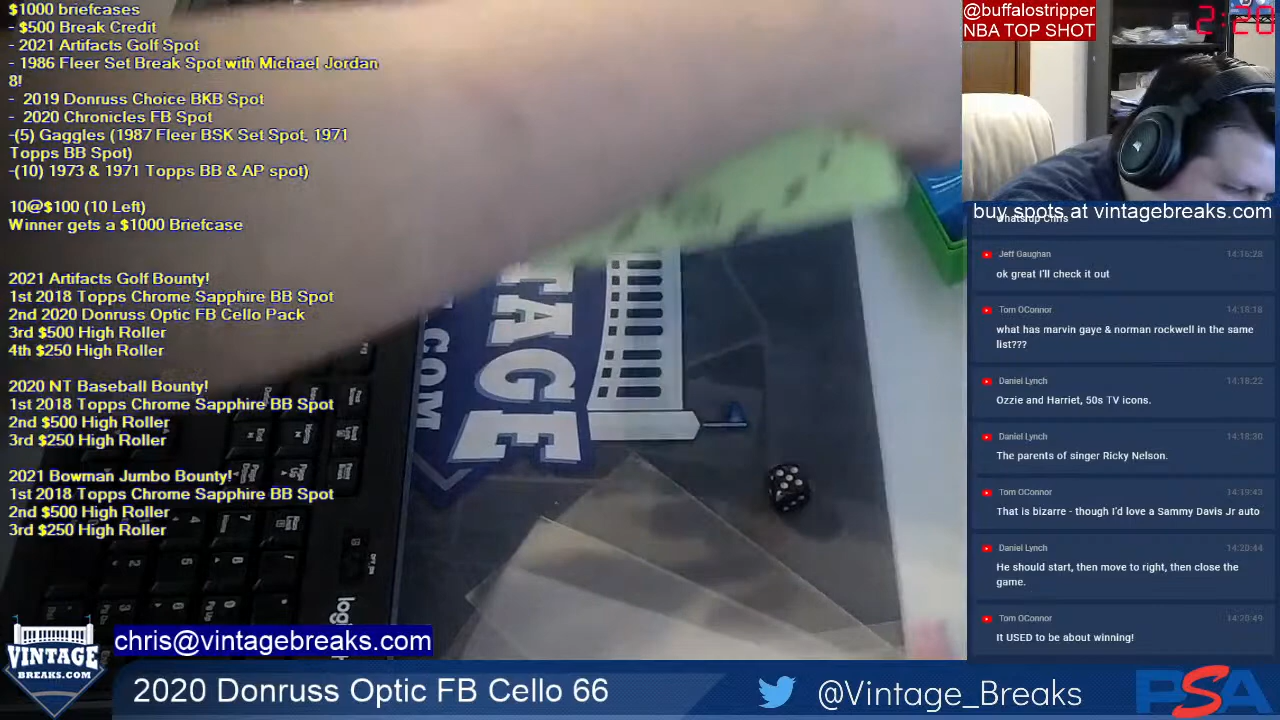 $1000 briefcases
- $500 Break Credit
- 2021 Artifacts Golf Spot
- 1986 Fleer Set Break Spot with Michael Jordan
8!
- 2019 Donruss Choice BKB Spot
- 2020 Chronicles FB Spot
-(5) Gaggles (1987 Fleer BSK Set Spot, 1971
Topps BB Spot)
-(10) 1973 & 1971 Topps BB & AP spot)
10@$100 (10 Left)
Winner gets a $1000 Briefcase
2021 Artifacts Golf Bounty!
1st 2018 Topps Chrome Sapphire BB Spot
2nd 2020 Donruss Optic FB Cello Pack
3rd $500 High Roller
4th $250 High Roller
2020 NT Baseball Bounty!
1st 2018 Topps Chrome Sapphire BB Spot
2nd $500 High Roller
3rd $250 High Roller
2021 Bowman Jumbo Bounty!
1st 2018 Topps Chrome Sapphire BB Spot
2nd $500 High Roller
3rd $250 High Roller
TAGE
.COM
@buffalostripper
NBA TOP SHOT
2:20
buy spots at vintagebreaks.com
whatsup Chris
Jeff Gaughan 14:16:28
ok great I'll check it out
Tom OConnor 14:18:18
what has marvin gaye & norman rockwell in the same
list???
Daniel Lynch 14:18:22
Ozzie and Harriet, 50s TV icons.
Daniel Lynch 14:18:30
The parents of singer Ricky Nelson.
Tom OConnor 14:19:43
That is bizarre - though I'd love a Sammy Davis Jr auto
Daniel Lynch 14:20:44
He should start, then move to right, then close the
game.
Tom OConnor 14:20:49
It USED to be about winning!
VINTAGE
BREAKS.COM
chris@vintagebreaks.com
2020 Donruss Optic FB Cello 66
@Vintage_Breaks
PSA